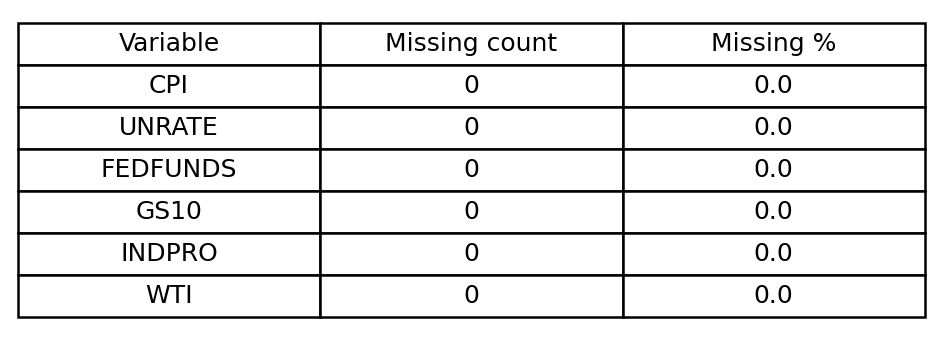 Variable Missing count Missing %
CPI 0 0.0
UNRATE 0 0.0
FEDFUNDS 0 0.0
GS10 0 0.0
INDPRO 0 0.0
WTI 0 0.0